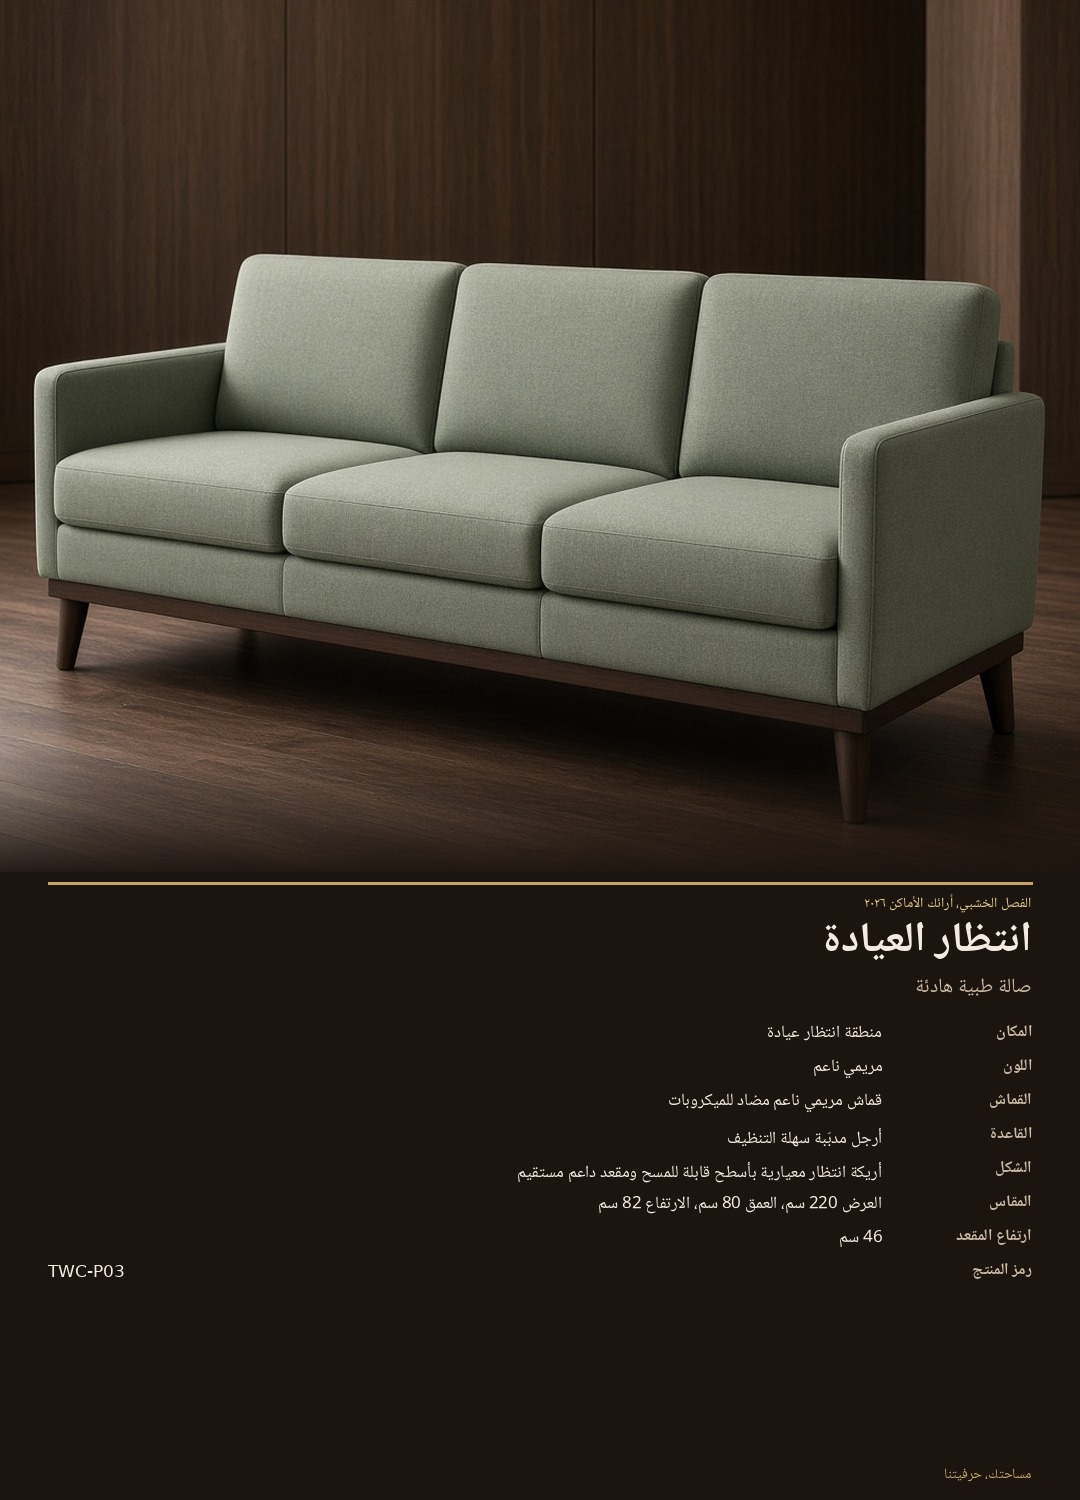 الفصل الخشبي، أرائك الأماكن ٢٠٢٦
انتظار العيادة
صالة طبية هادئة
المكان منطقة انتظار عيادة
اللون مريمي ناعم
القماش قماش مريمي ناعم مضاد للميكروبات
القاعدة أرجل مدبّبة سهلة التنظيف
الشكل أريكة انتظار معيارية بأسطح قابلة للمسح ومقعد داعم مستقيم
المقاس العرض 220 سم، العمق 80 سم، الارتفاع 82 سم
ارتفاع المقعد 46 سم
رمز المنتج TWC-P03
مساحتك، حرفيتنا